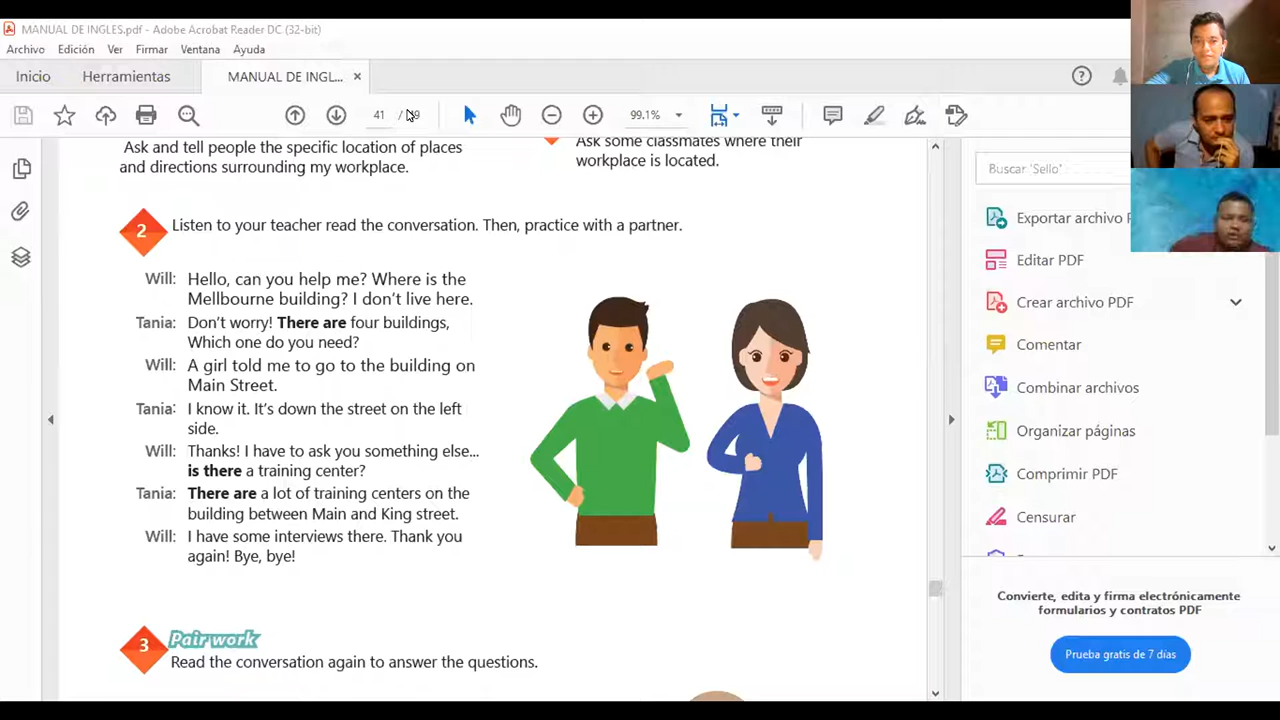 MANUAL DE INGLES.pdf - Adobe Acrobat Reader DC (32-bit)
Archivo Edición Ver Firmar Ventana Ayuda
Inicio Herramientas MANUAL DE INGL... ×
41 / 99.1%
Ask and tell people the specific location of places
and directions surrounding my workplace.
Ask some classmates where their
workplace is located.
2 Listen to your teacher read the conversation. Then, practice with a partner.
Will: Hello, can you help me? Where is the
Mellbourne building? I don't live here.
Tania: Don't worry! There are four buildings,
Which one do you need?
Will: A girl told me to go to the building on
Main Street.
Tania: I know it. It's down the street on the left
side.
Will: Thanks! I have to ask you something else...
is there a training center?
Tania: There are a lot of training centers on the
building between Main and King street.
Will: I have some interviews there. Thank you
again! Bye, bye!
3 Pair work
Read the conversation again to answer the questions.
Buscar 'Sello'
Exportar archivo
Editar PDF
Crear archivo PDF
Comentar
Combinar archivos
Organizar páginas
Comprimir PDF
Censurar
Convierte, edita y firma electrónicamente
formularios y contratos PDF
Prueba gratis de 7 días